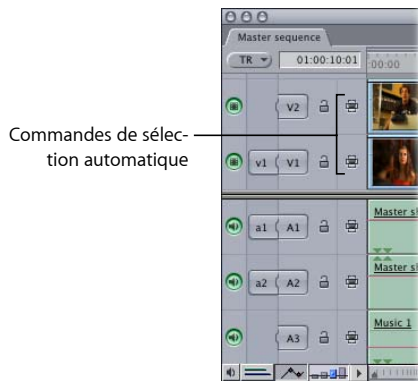 Master sequence
TR 01:00:10:01 00:00
V2
Commandes de sélec-
tion automatique
v1 V1
a1 A1 Master s
a2 A2 Master s
A3 Music 1